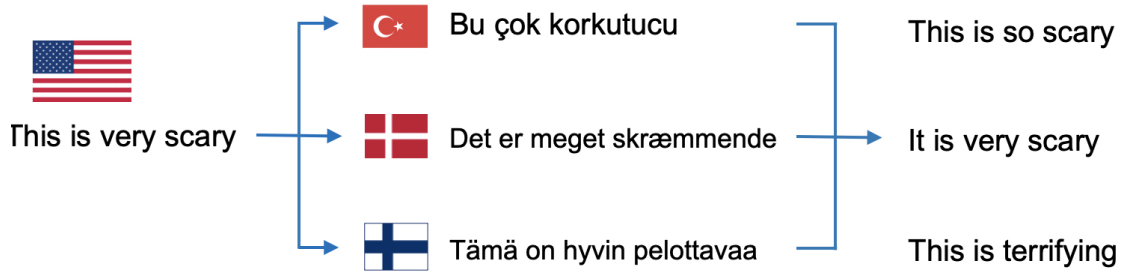 This is very scary
Bu çok korkutucu
Det er meget skræmmende
Tämä on hyvin pelottavaa
This is so scary
It is very scary
This is terrifying